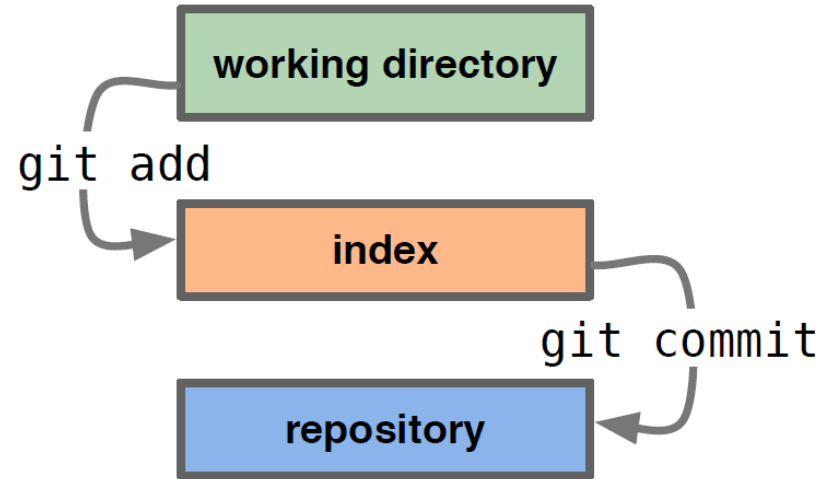 working directory
git add
index
git commit
repository